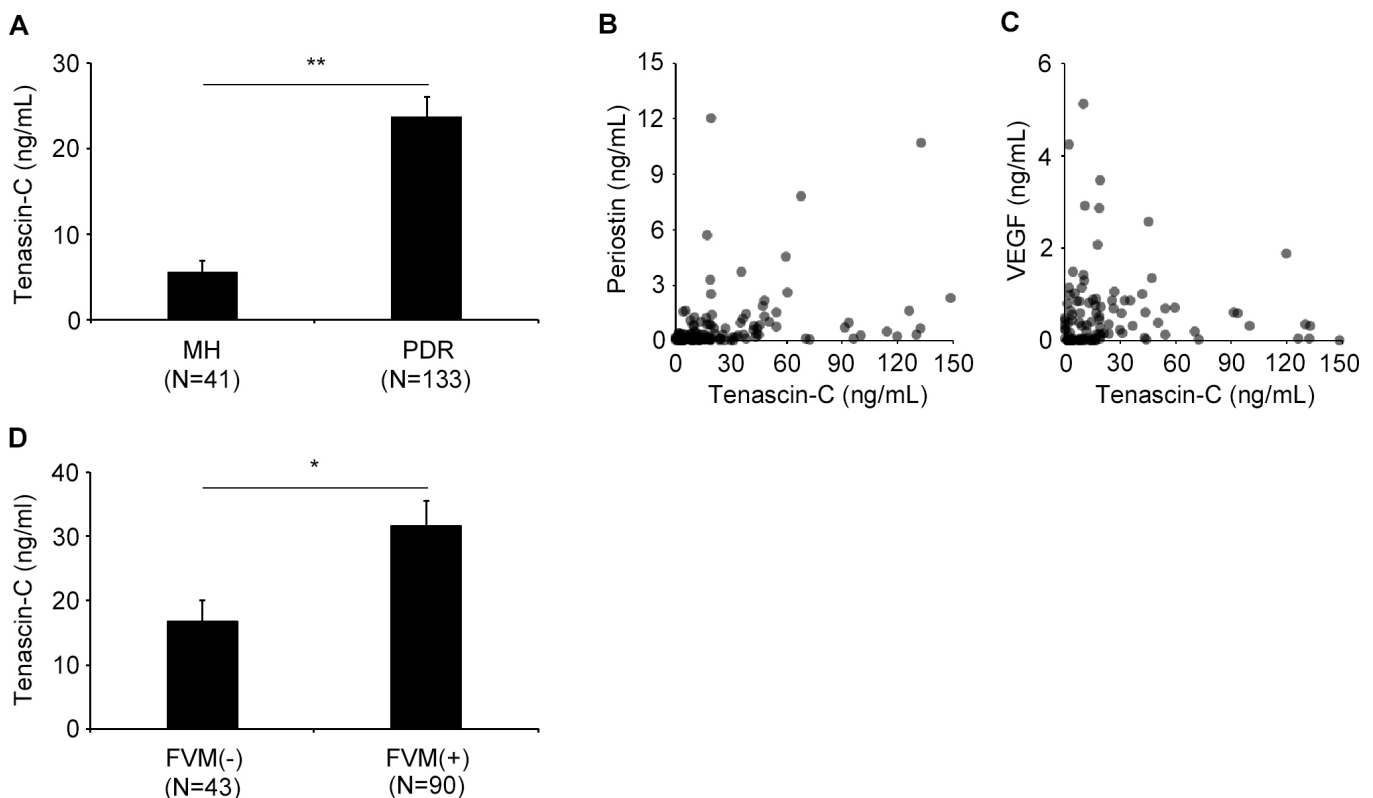 A
Tenascin-C (ng/mL)
30
20
10
0
**
MH
(N=41)
PDR
(N=133)
B
Periostin (ng/mL)
15
12
9
6
3
0
0 30 60 90 120 150
Tenascin-C (ng/mL)
C
VEGF (ng/mL)
6
4
2
0
0 30 60 90 120 150
Tenascin-C (ng/mL)
D
Tenascin-C (ng/ml)
40
30
20
10
0
*
FVM(-)
(N=43)
FVM(+)
(N=90)